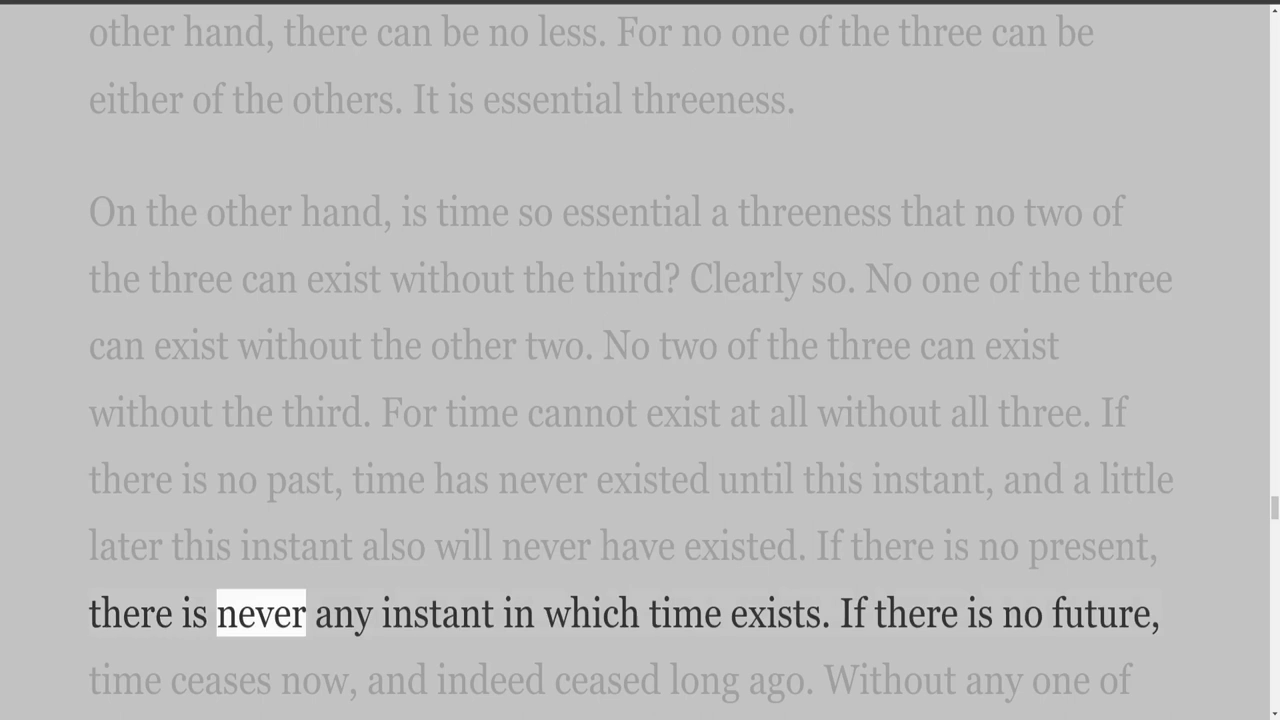 other hand, there can be no less. For no one of the three can be
either of the others. It is essential threeness.
On the other hand, is time so essential a threeness that no two of
the three can exist without the third? Clearly so. No one of the three
can exist without the other two. No two of the three can exist
without the third. For time cannot exist at all without all three. If
there is no past, time has never existed until this instant, and a little
later this instant also will never have existed. If there is no present,
there is never any instant in which time exists. If there is no future,
time ceases now, and indeed ceased long ago. Without any one of